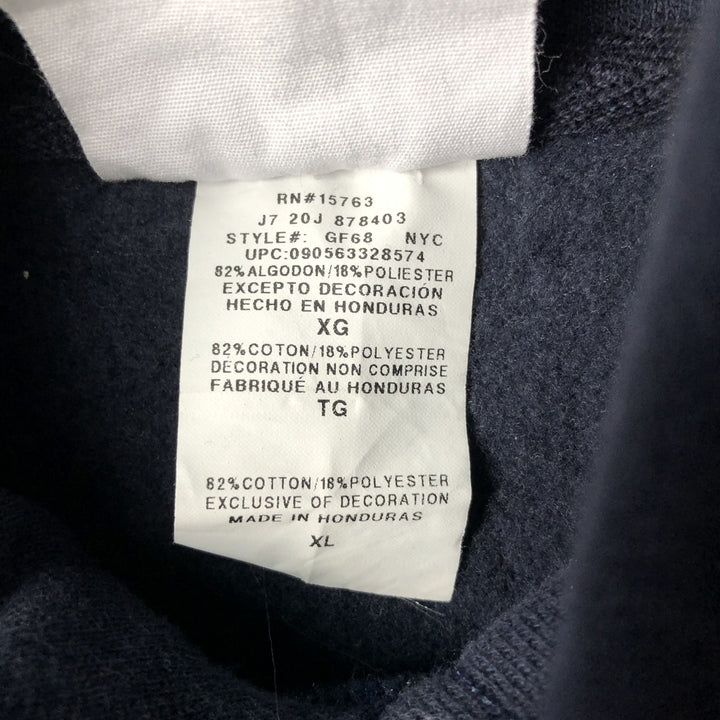 RN#15763
J7 20J 878403
STYLE#: GF68 NYC
UPC:090563328574
82%ALGODON/18%POLIESTER
EXCEPTO DECORACIÓN
HECHO EN HONDURAS
XG
82%COTON/18%POLYESTER
DÉCORATION NON COMPRISE
FABRIQUÉ AU HONDURAS
TG
82%COTTON/18%POLYESTER
EXCLUSIVE OF DECORATION
MADE IN HONDURAS
XL